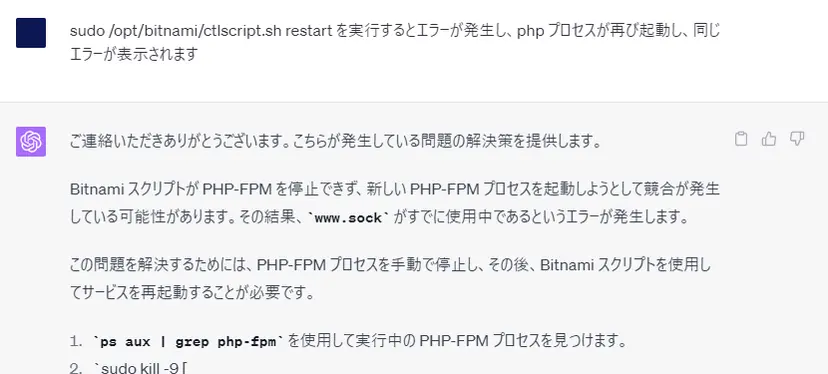 sudo /opt/bitnami/ctlscript.sh restart を実行するとエラーが発生し、php プロセスが再び起動し、同じ
エラーが表示されます
ご連絡いただきありがとうございます。こちらが発生している問題の解決策を提供します。
Bitnami スクリプトが PHP-FPM を停止できず、新しい PHP-FPM プロセスを起動しようとして競合が発生
している可能性があります。その結果、`www.sock` がすでに使用中であるというエラーが発生します。
この問題を解決するためには、PHP-FPM プロセスを手動で停止し、その後、Bitnami スクリプトを使用し
てサービスを再起動することが必要です。
1. `ps aux | grep php-fpm` を使用して実行中の PHP-FPM プロセスを見つけます。
2. `sudo kill -9 [